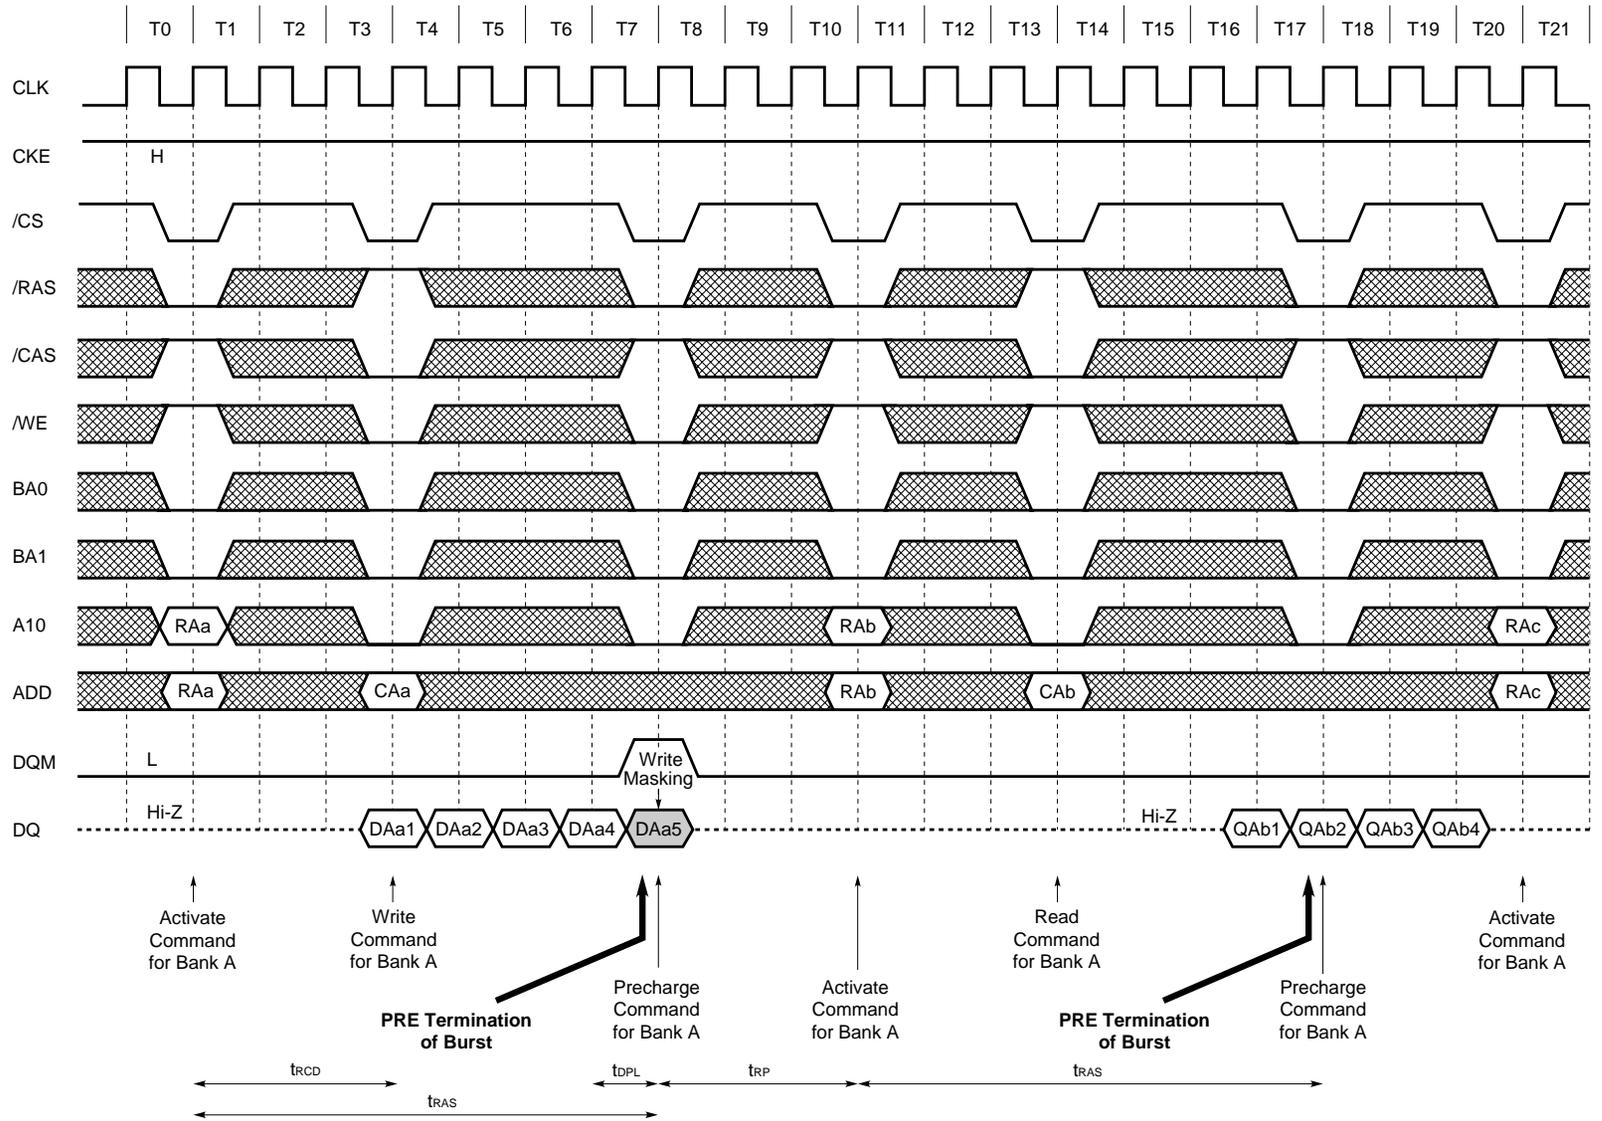 T0 T1 T2 T3 T4 T5 T6 T7 T8 T9 T10 T11 T12 T13 T14 T15 T16 T17 T18 T19 T20 T21
CLK
CKE H
/CS
/RAS
/CAS
/WE
BA0
BA1
A10 RAa RAb RAc
ADD RAa CAa RAb CAb RAc
DQM L Write
Masking
Hi-Z Hi-Z
DQ DAa1 DAa2 DAa3 DAa4 DAa5 QAb1 QAb2 QAb3 QAb4
Activate
Command
for Bank A
Write
Command
for Bank A
PRE Termination
of Burst
Precharge
Command
for Bank A
Activate
Command
for Bank A
Read
Command
for Bank A
PRE Termination
of Burst
Precharge
Command
for Bank A
Activate
Command
for Bank A
tRCD tDPL tRP tRAS
tRAS